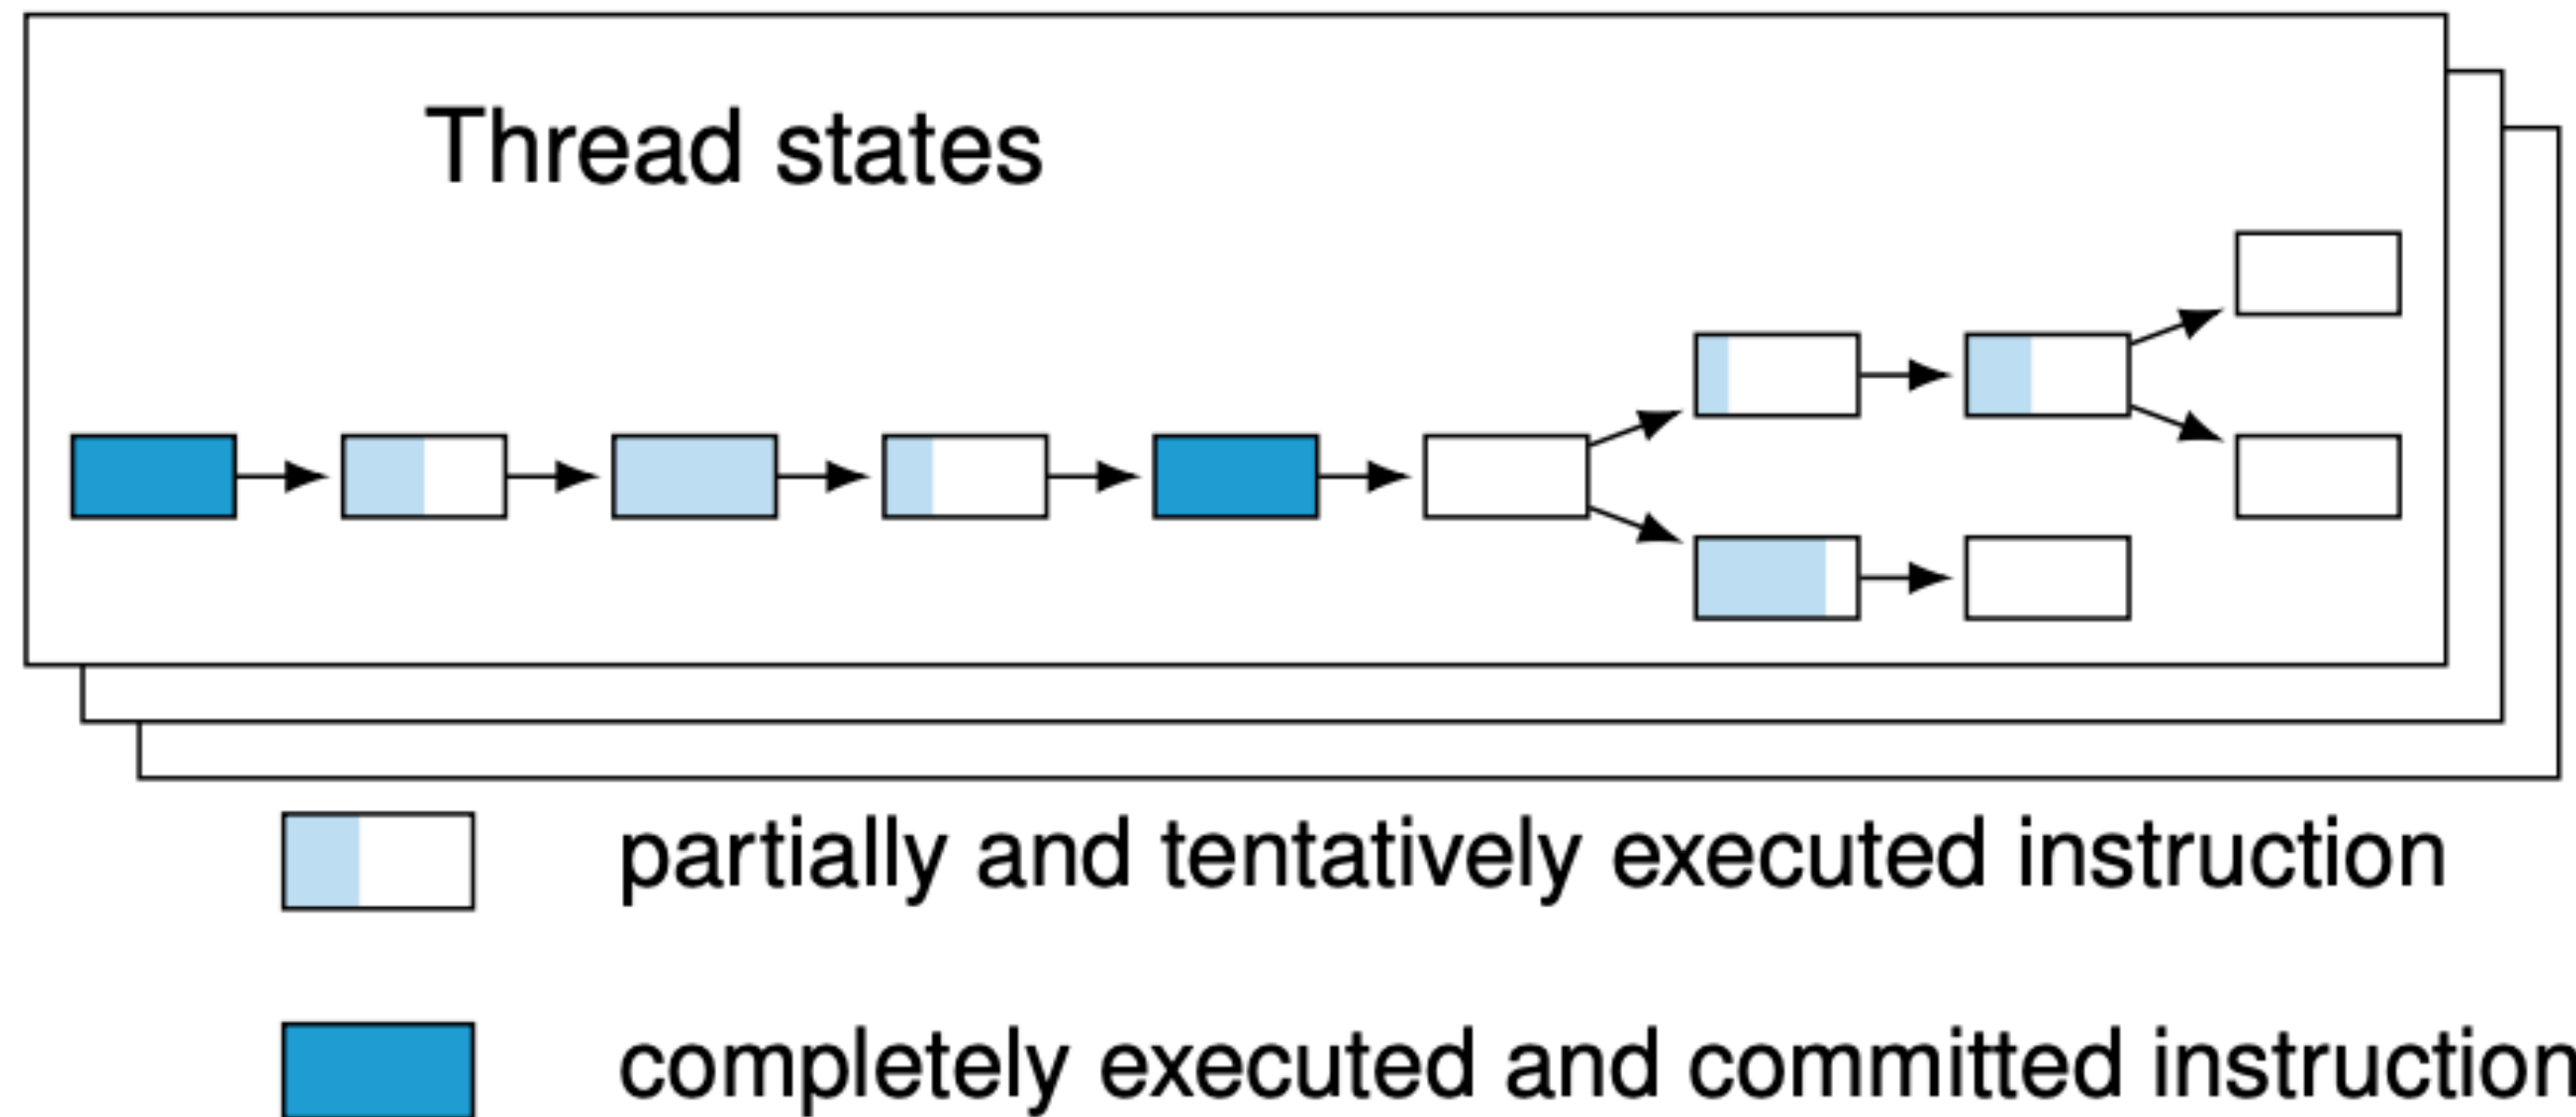 Thread states
partially and tentatively executed instruction
completely executed and committed instruction